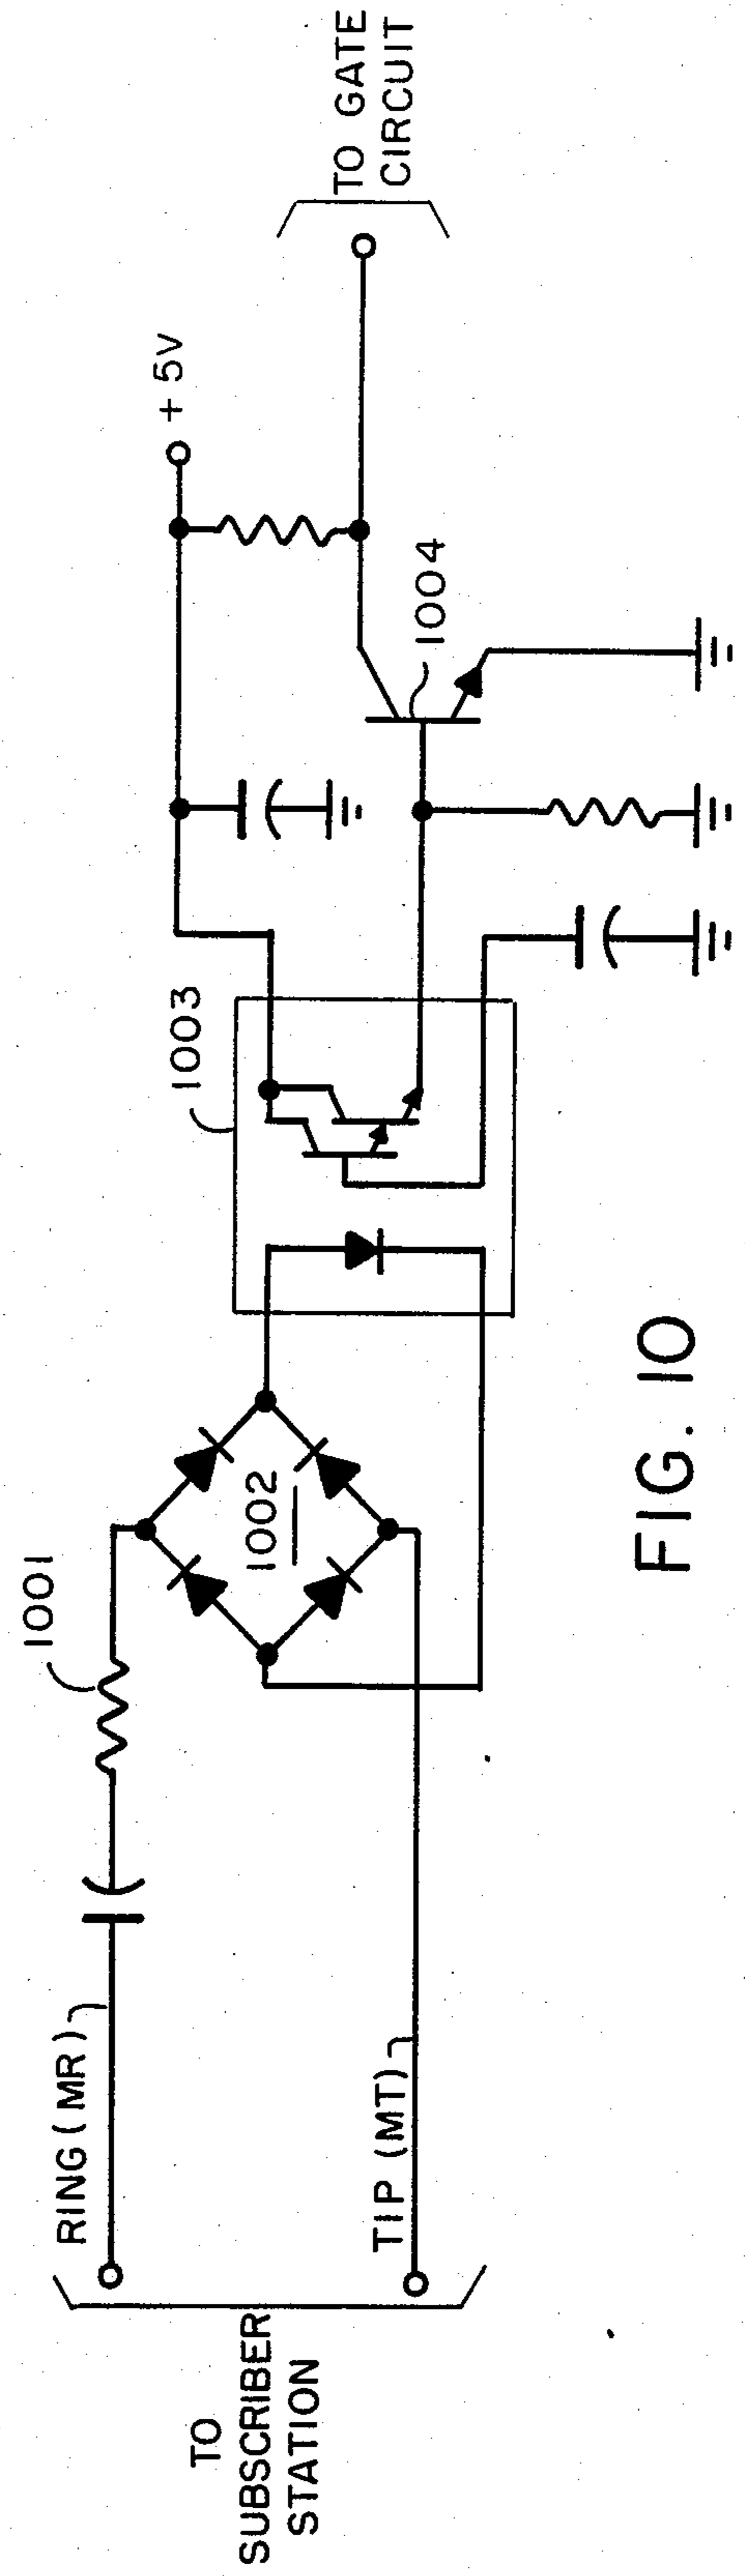 TO
SUBSCRIBER
STATION
RING (MR)
TIP (MT)
1001
1002
1003
+ 5V
1004
TO GATE
CIRCUIT
FIG. 10